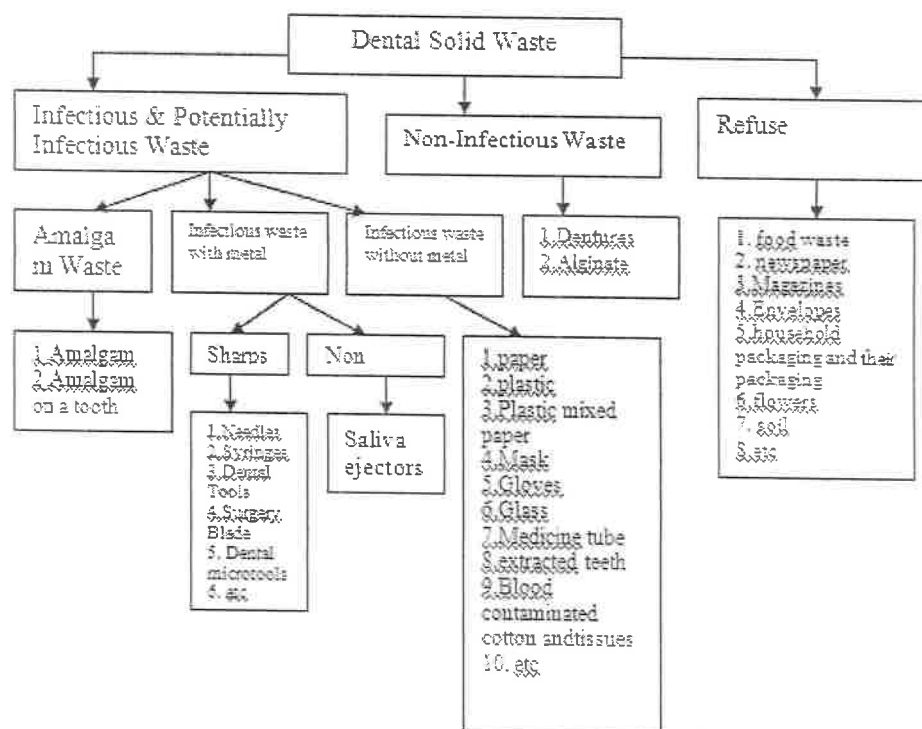 Dental Solid Waste
Infectious & Potentially
Infectious Waste
Non-Infectious Waste
Refuse
Amalga
m Waste
Infectious waste
with metal
Infectious waste
without metal
1.Dentures
2.Alginate
1. food waste
2. newspaper
3.Magazines
4.Envelopes
5.household
packaging and their
packaging
6.flowers
7. soil
8.etc
1.Amalgam
2.Amalgam
on a tooth
Sharps
Non
1.paper
2.plastic
3.Plastic mixed
paper
4.Mask
5.Gloves
6.Glass
7.Medicine tube
8.extracted teeth
9.Blood
contaminated
cotton andtissues
10. etc
1.Needles
2.Syringes
3.Dental
Tools
4.Surgery
Blade
5. Dental
microtools
6. etc
Saliva
ejectors